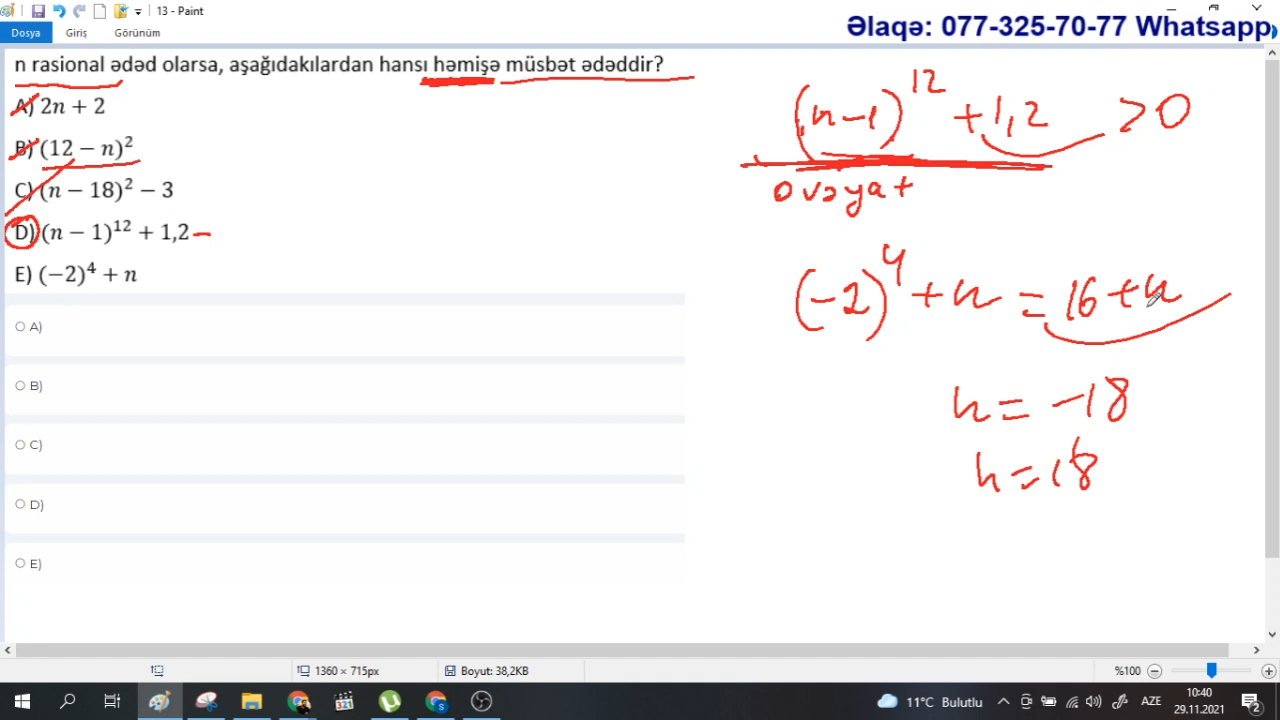 13 - Paint
Əlaqə: 077-325-70-77 Whatsapp
Dosya Giriş Görünüm
n rasional ədəd olarsa, aşağıdakılardan hansı həmişə müsbət ədəddir?
A) 2n + 2
B) (12 − n)²
C) (n − 18)² − 3
D) (n − 1)¹² + 1,2
E) (−2)⁴ + n
A)
B)
C)
D)
E)
(n−1)¹² + 1,2 > 0
0 vəya +
(−2)⁴ + n = 16 + n
n = −18
n = 18
1360 × 715px
Boyut: 38,2KB
%100
11°C Bulutlu
AZE
10:40
29.11.2021
2